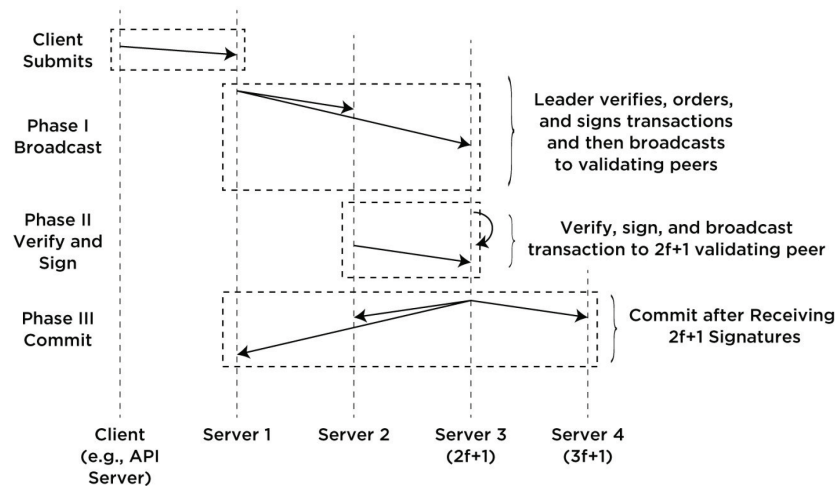 Client
Submits
Phase I
Broadcast
Leader verifies, orders,
and signs transactions
and then broadcasts
to validating peers
Phase II
Verify and
Sign
Verify, sign, and broadcast
transaction to 2f+1 validating peer
Phase III
Commit
Commit after Receiving
2f+1 Signatures
Client
(e.g., API
Server)
Server 1
Server 2
Server 3
(2f+1)
Server 4
(3f+1)